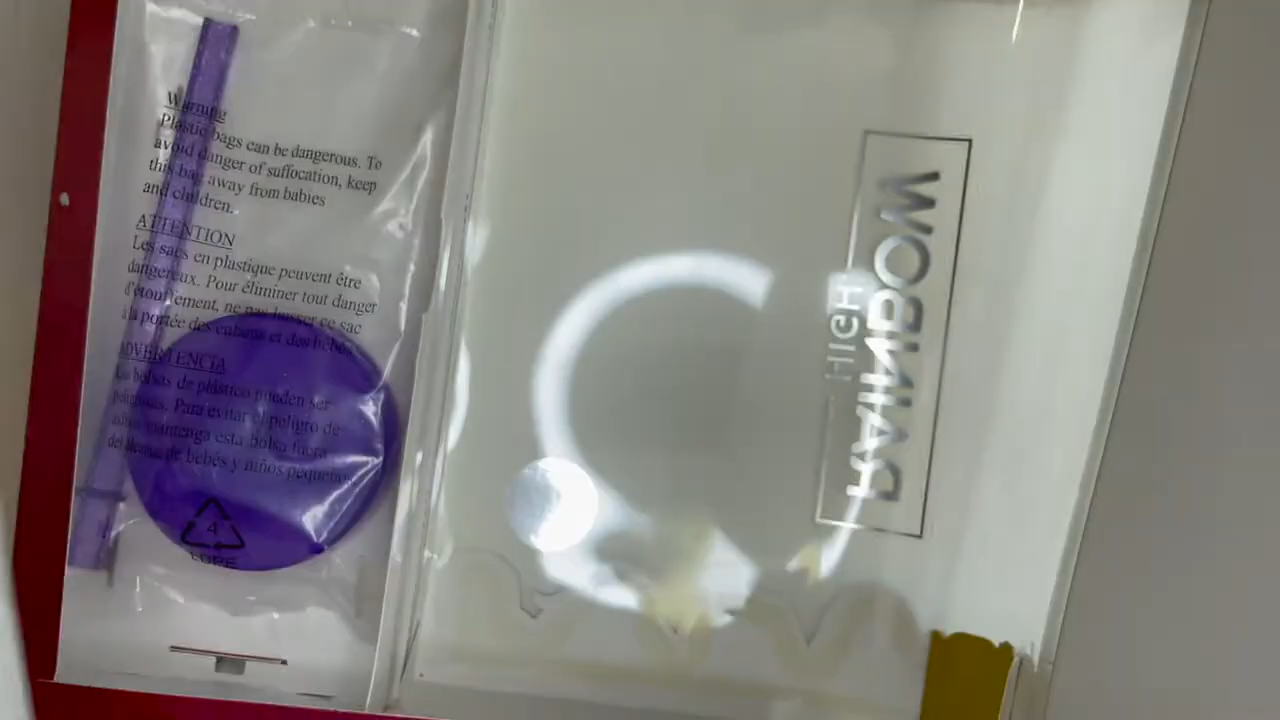 Warning
Plastic bags can be dangerous. To
avoid danger of suffocation, keep
this bag away from babies
and children.
ATTENTION
Les sacs en plastique peuvent être
dangereux. Pour éliminer tout danger
d'étouffement, ne pas laisser ce sac
à la portée des enfants et des bébés.
ADVERTENCIA
Las bolsas de plástico pueden ser
peligrosas. Para evitar el peligro de
mantenga esta bolsa fuera
del alcance de bebés y niños pequeños
4
LDPE
RAINBOW
HIGH